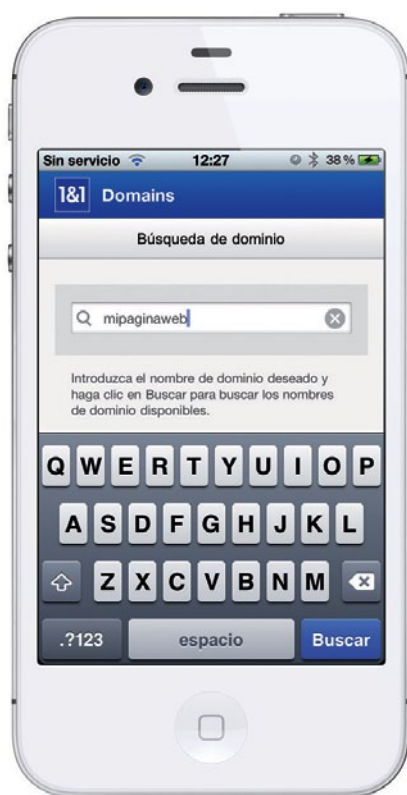 Sin servicio 12:27 38 %
1&1 Domains
Búsqueda de dominio
mipaginaweb
Introduzca el nombre de dominio deseado y
haga clic en Buscar para buscar los nombres
de dominio disponibles.
Q W E R T Y U I O P
A S D F G H J K L
Z X C V B N M
.?123 espacio Buscar